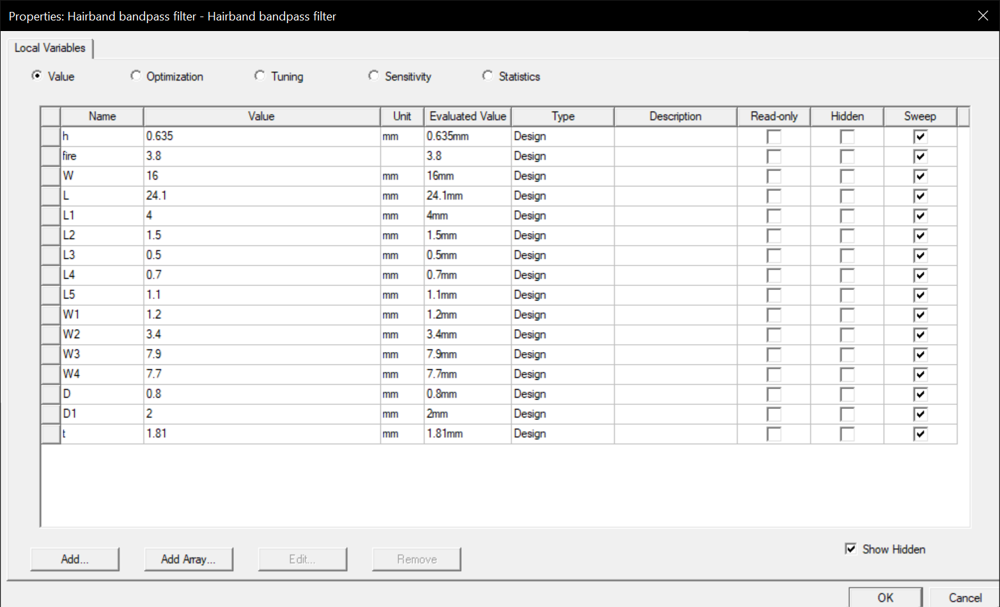 Properties: Hairband bandpass filter - Hairband bandpass filter
Local Variables
Value Optimization Tuning Sensitivity Statistics
Name Value Unit Evaluated Value Type Description Read-only Hidden Sweep
h 0.635 mm 0.635mm Design
fire 3.8 3.8 Design
W 16 mm 16mm Design
L 24.1 mm 24.1mm Design
L1 4 mm 4mm Design
L2 1.5 mm 1.5mm Design
L3 0.5 mm 0.5mm Design
L4 0.7 mm 0.7mm Design
L5 1.1 mm 1.1mm Design
W1 1.2 mm 1.2mm Design
W2 3.4 mm 3.4mm Design
W3 7.9 mm 7.9mm Design
W4 7.7 mm 7.7mm Design
D 0.8 mm 0.8mm Design
D1 2 mm 2mm Design
t 1.81 mm 1.81mm Design
Add... Add Array... Edit... Remove Show Hidden
OK Cancel